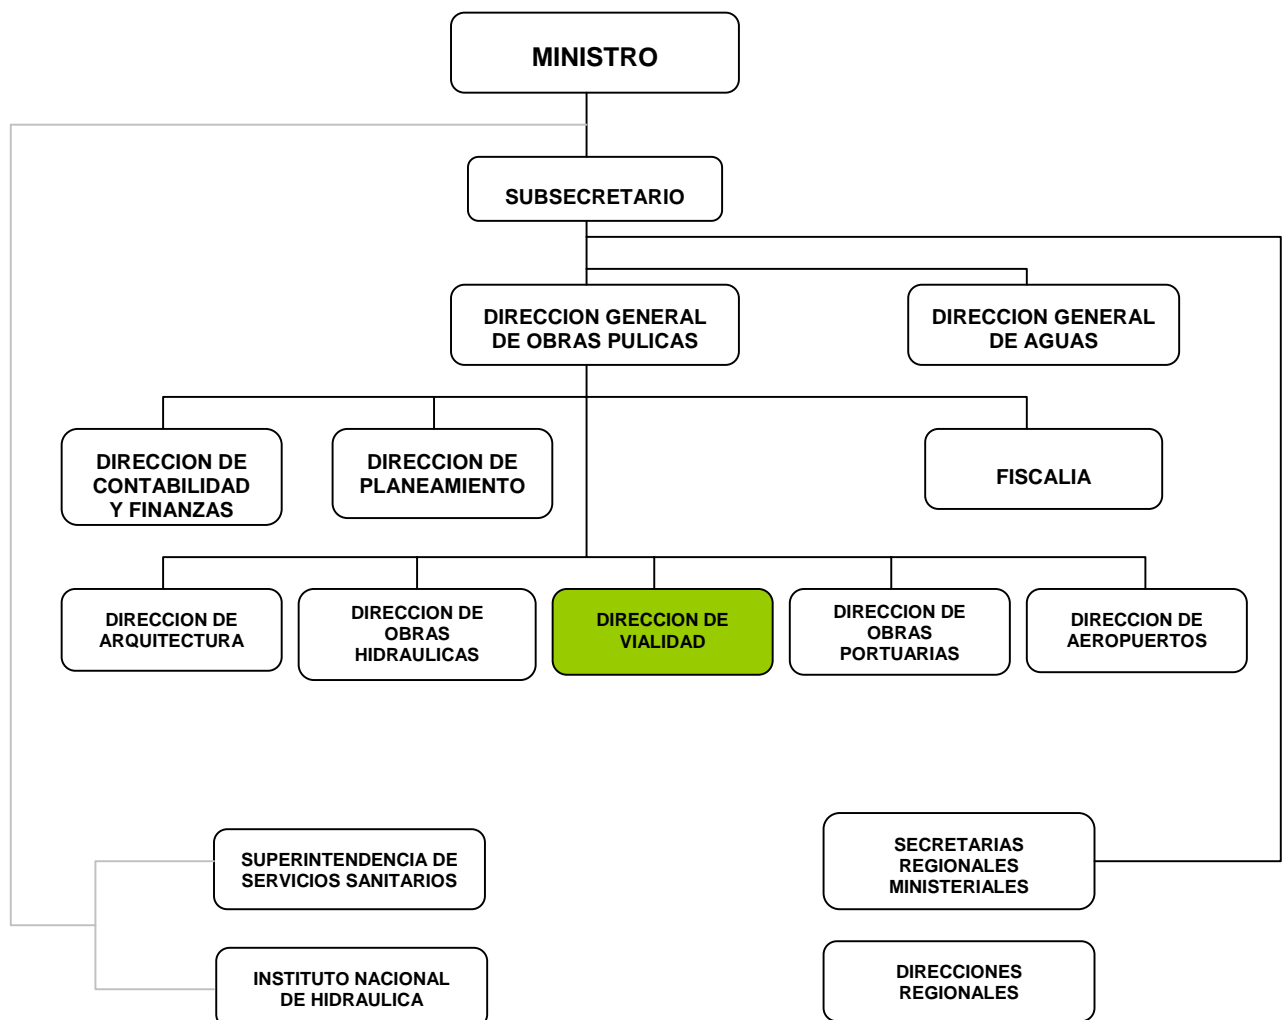 MINISTRO
SUBSECRETARIO
DIRECCION GENERAL
DE OBRAS PULICAS
DIRECCION GENERAL
DE AGUAS
DIRECCION DE
CONTABILIDAD
Y FINANZAS
DIRECCION DE
PLANEAMIENTO
FISCALIA
DIRECCION DE
ARQUITECTURA
DIRECCION DE
OBRAS
HIDRAULICAS
DIRECCION DE
VIALIDAD
DIRECCION DE
OBRAS
PORTUARIAS
DIRECCION DE
AEROPUERTOS
SUPERINTENDENCIA DE
SERVICIOS SANITARIOS
SECRETARIAS
REGIONALES
MINISTERIALES
INSTITUTO NACIONAL
DE HIDRAULICA
DIRECCIONES
REGIONALES